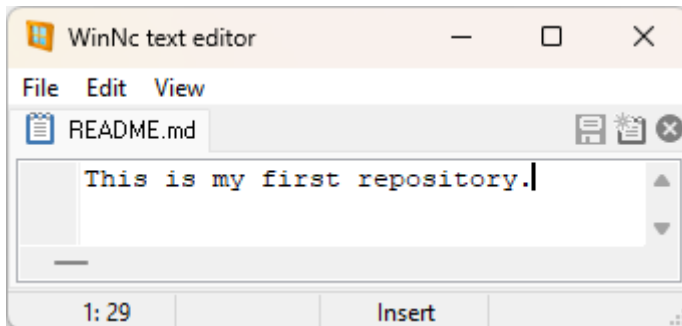 WinNc text editor
File Edit View
README.md
This is my first repository.
1: 29 Insert